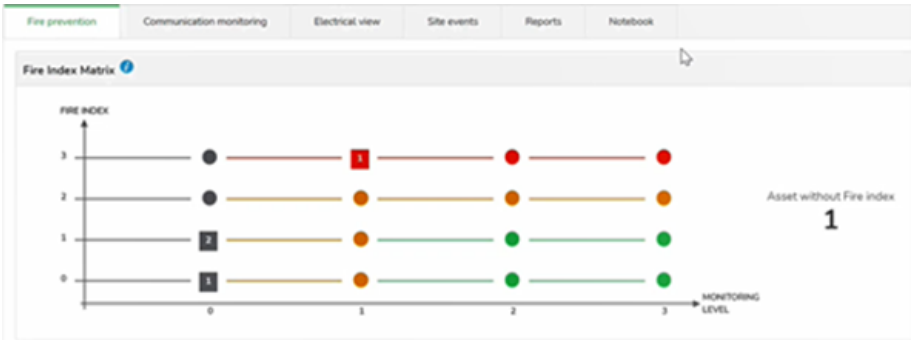 Fire prevention
Communication monitoring
Electrical view
Site events
Reports
Notebook
Fire Index Matrix i
FIRE INDEX
3
1
2
Asset without Fire index
1
1
2
0
1
0
1
2
3
MONITORING
LEVEL